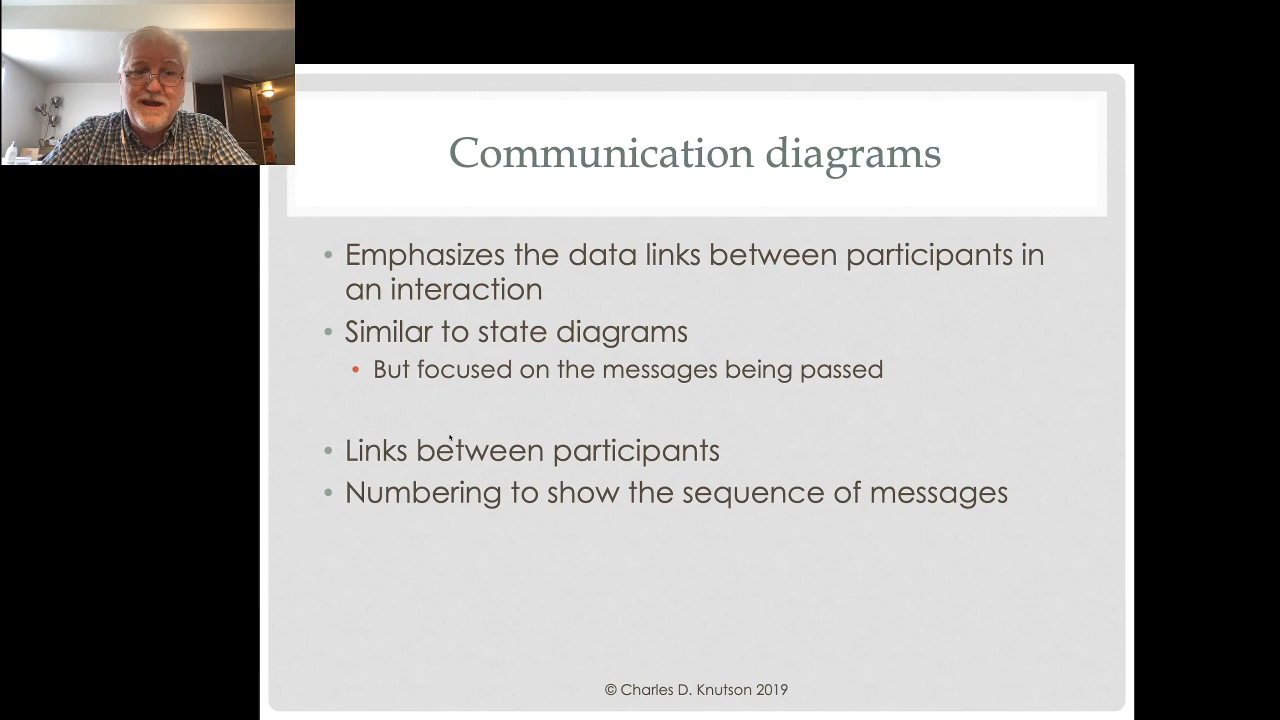 Communication diagrams
• Emphasizes the data links between participants in
an interaction
• Similar to state diagrams
• But focused on the messages being passed
• Links between participants
• Numbering to show the sequence of messages
© Charles D. Knutson 2019